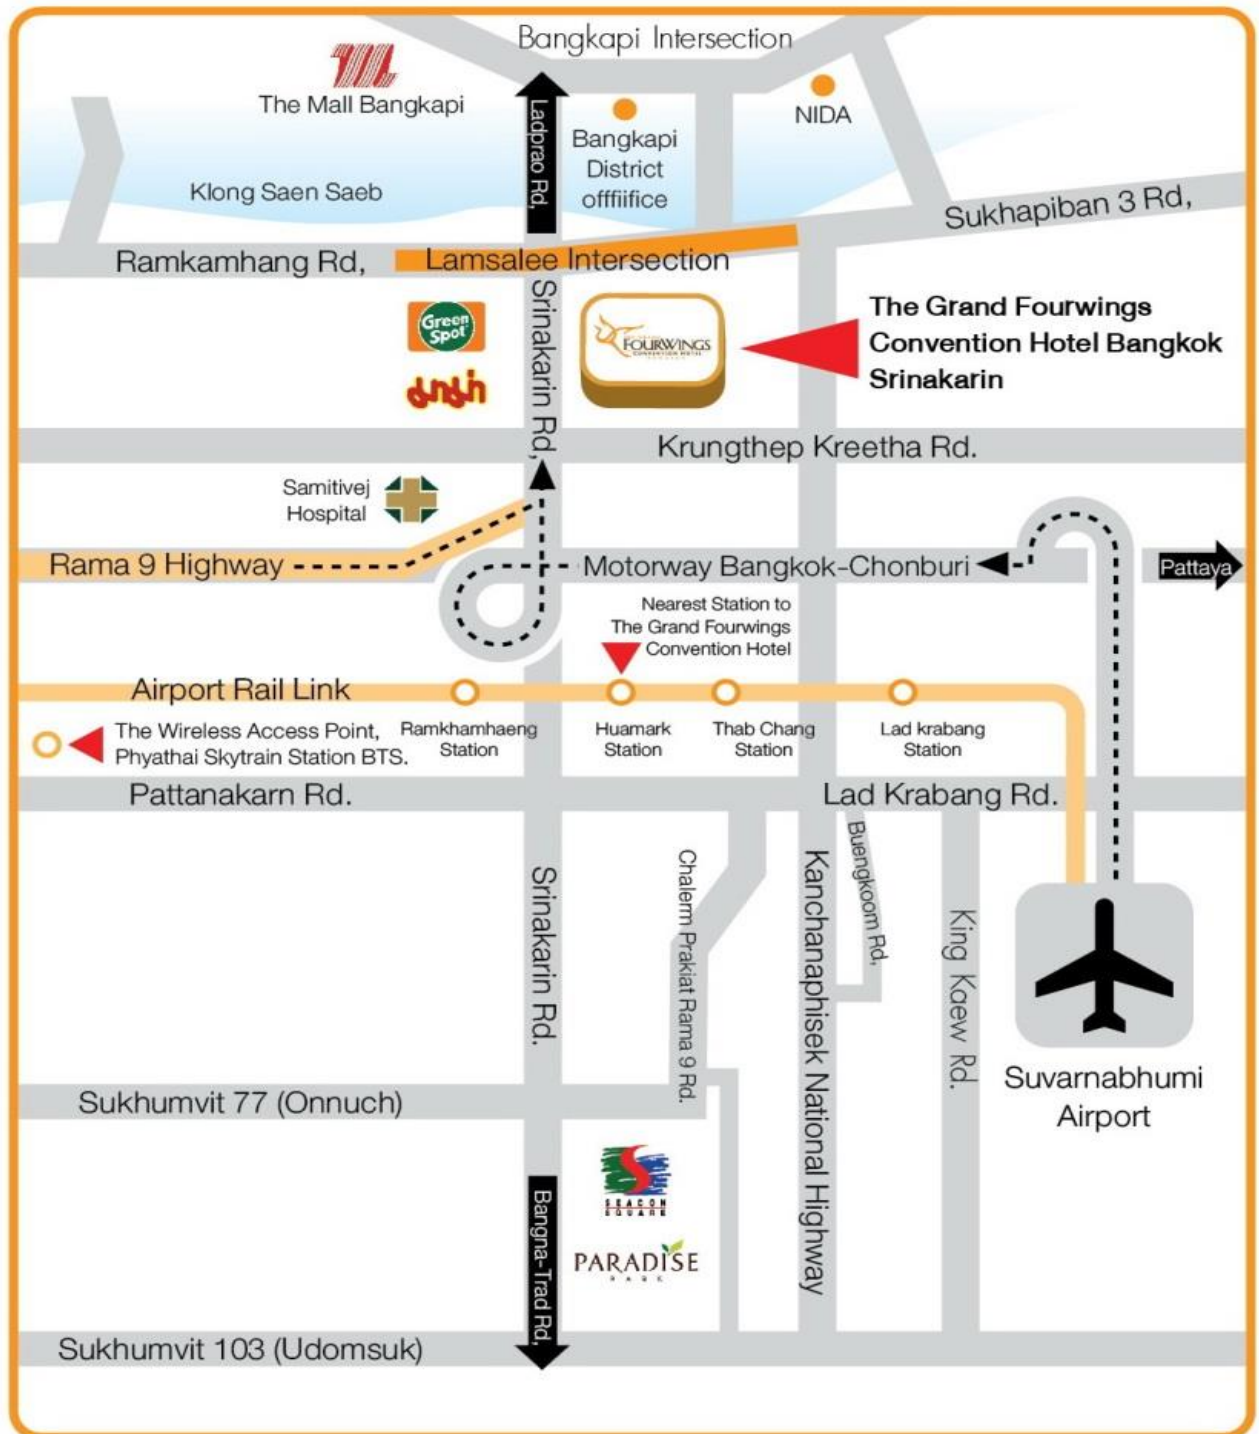 Bangkapi Intersection
The Mall Bangkapi
Ladprao Rd,
Bangkapi
District
offfiifice
NIDA
Klong Saen Saeb
Sukhapiban 3 Rd,
Ramkamhang Rd,
Lamsalee Intersection
Srinakarin Rd,
Green
Spot
FOURWINGS
CONVENTION HOTEL
The Grand Fourwings
Convention Hotel Bangkok
Srinakarin
Krungthep Kreetha Rd.
Samitivej
Hospital
Rama 9 Highway
Motorway Bangkok-Chonburi
Pattaya
Nearest Station to
The Grand Fourwings
Convention Hotel
Airport Rail Link
The Wireless Access Point,
Phyathai Skytrain Station BTS.
Ramkhamhaeng
Station
Huamark
Station
Thab Chang
Station
Lad krabang
Station
Pattanakarn Rd.
Lad Krabang Rd.
Srinakarin Rd.
Chalerm Prakiat Rama 9 Rd.
Kanchanaphisek National Highway
Buengkoom Rd,
King Kaew Rd.
Suvarnabhumi
Airport
Sukhumvit 77 (Onnuch)
SEACON
SQUARE
PARADISE
PARK
Bangna-Trad Rd,
Sukhumvit 103 (Udomsuk)